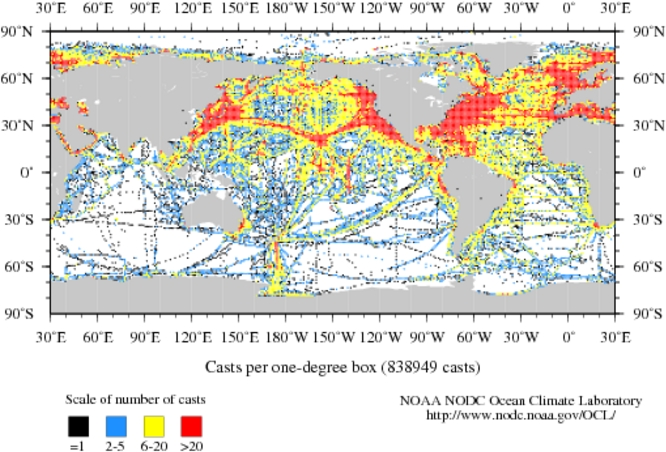 30°E 60°E 90°E 120°E 150°E 180°W 150°W 120°W 90°W 60°W 30°W 0° 30°E
90°N 90°N
60°N 60°N
30°N 30°N
0° 0°
30°S 30°S
60°S 60°S
90°S 90°S
30°E 60°E 90°E 120°E 150°E 180°W 150°W 120°W 90°W 60°W 30°W 0° 30°E
Casts per one-degree box (838949 casts)
Scale of number of casts
=1 2-5 6-20 >20
NOAA NODC Ocean Climate Laboratory
http://www.nodc.noaa.gov/OCL/